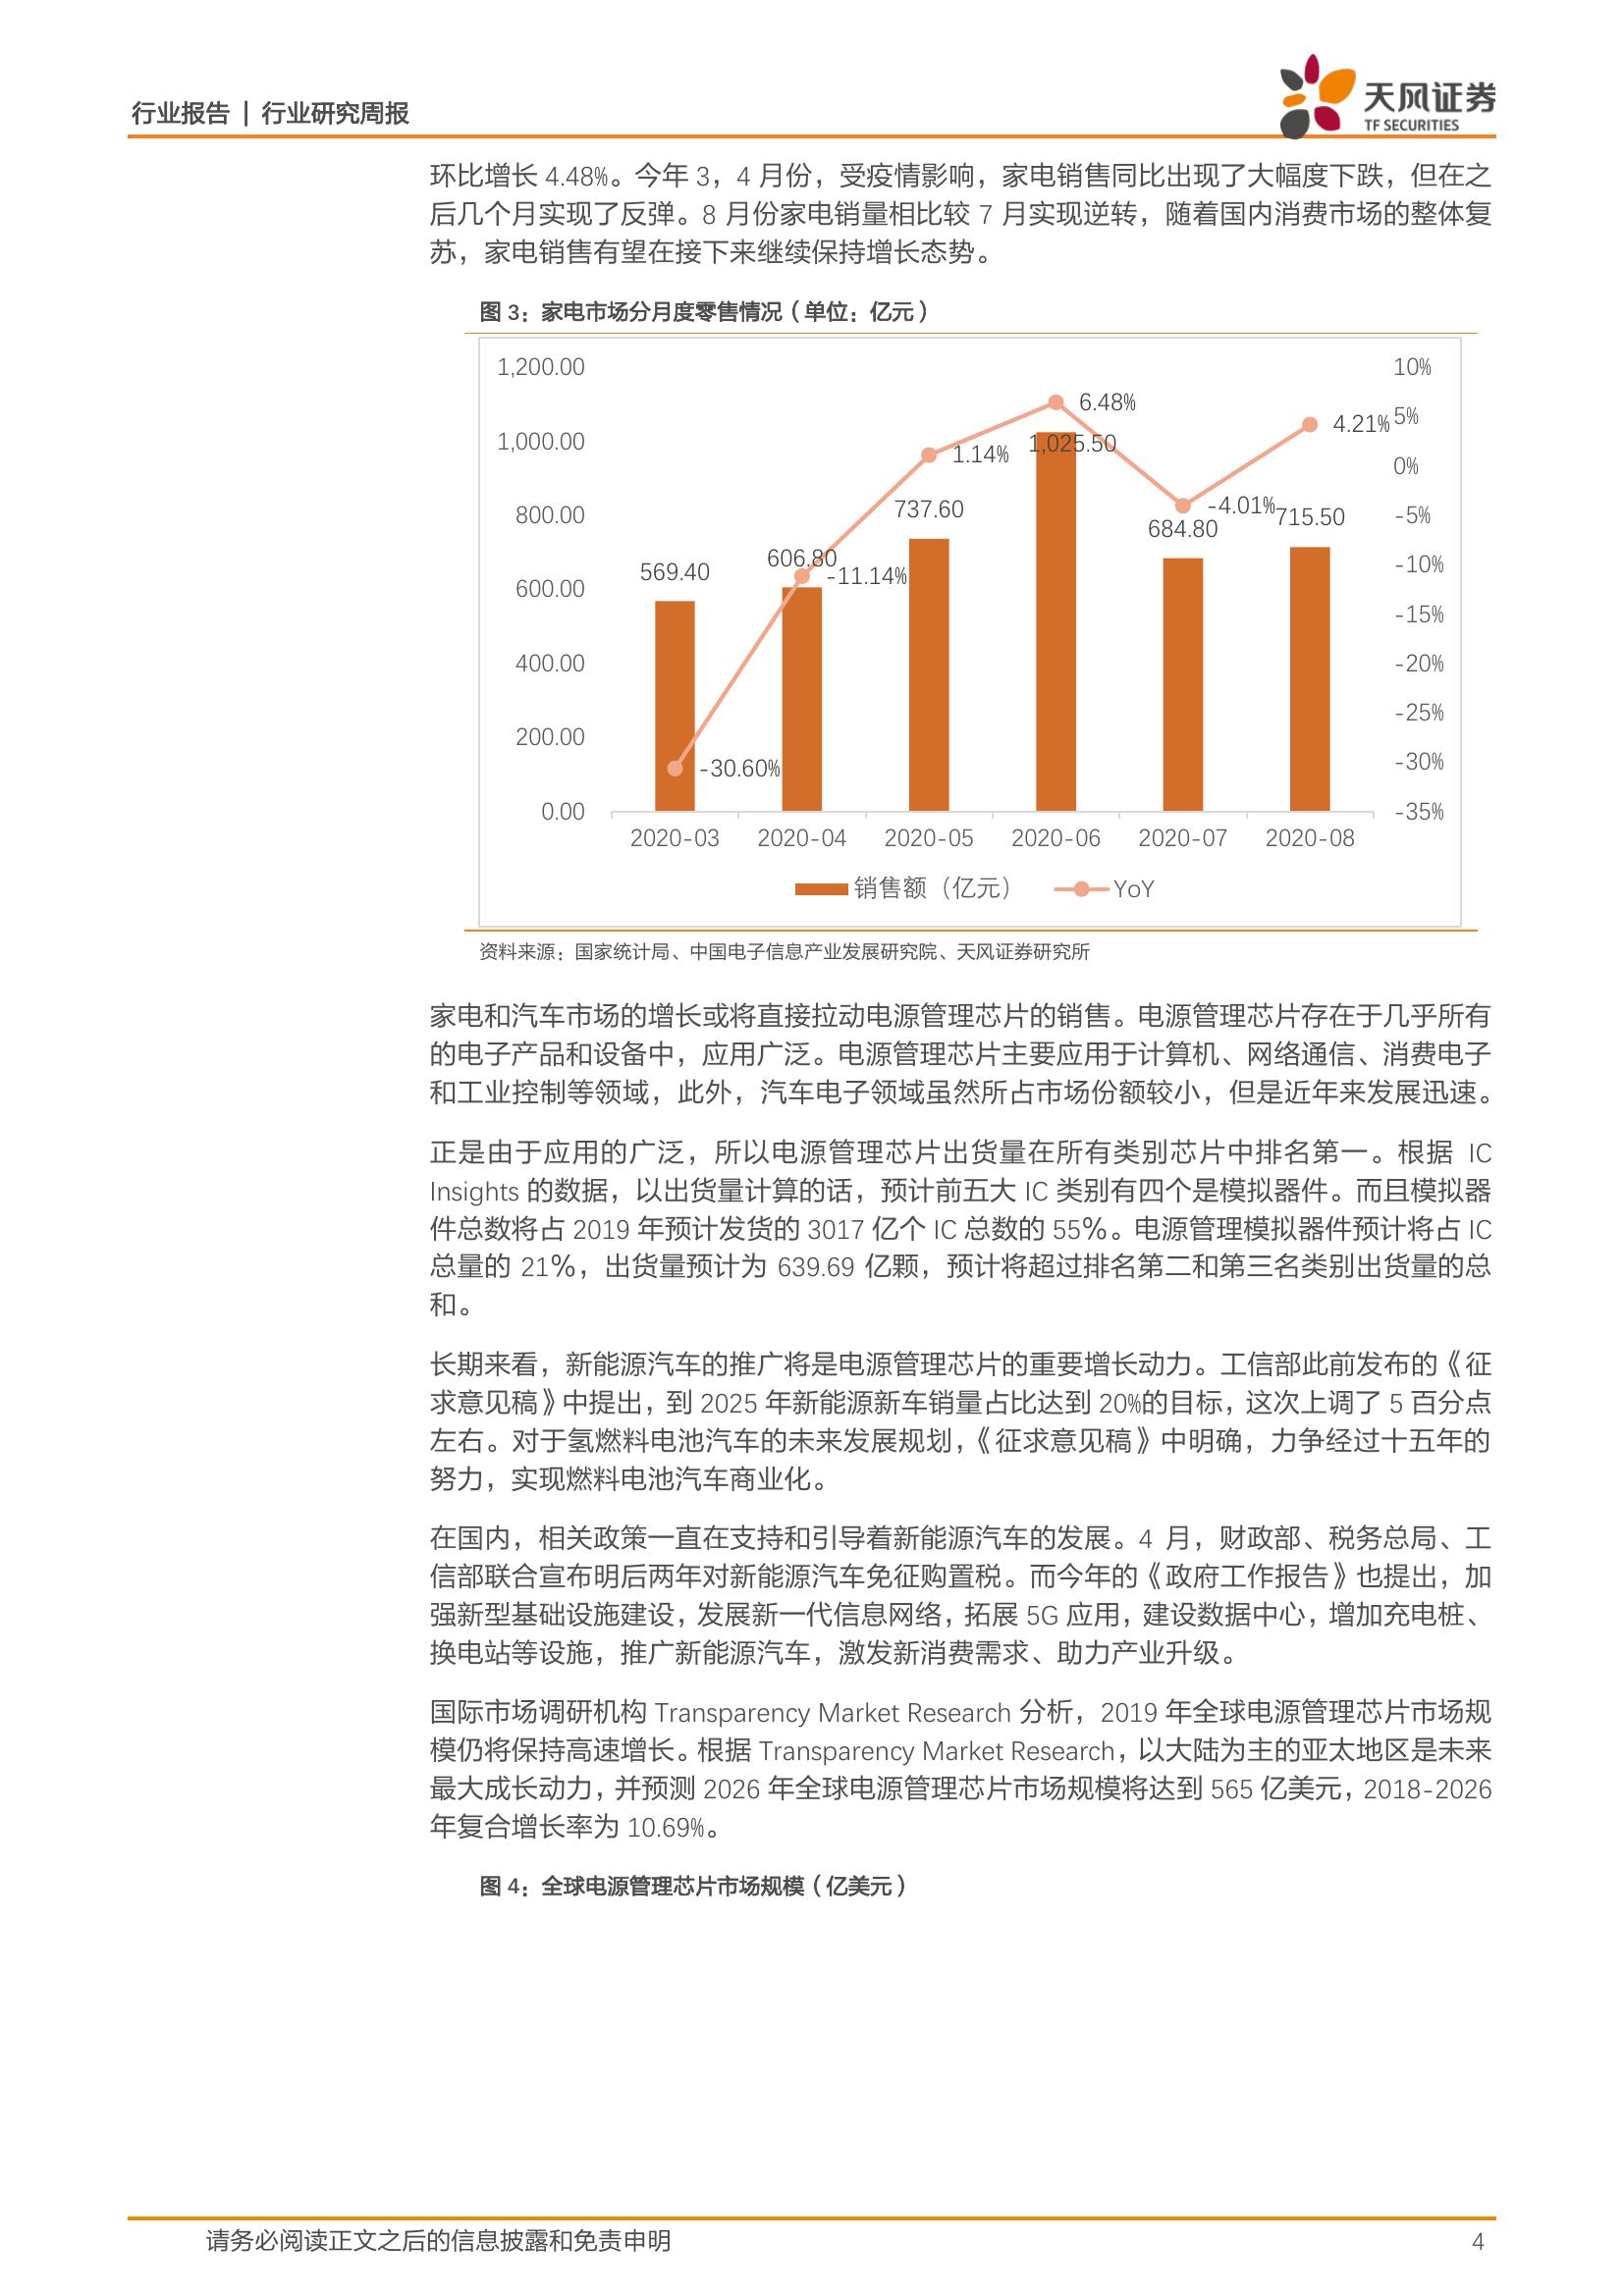 行业报告 | 行业研究周报
天风证券
TF SECURITIES
环比增长 4.48%。今年 3，4 月份，受疫情影响，家电销售同比出现了大幅度下跌，但在之
后几个月实现了反弹。8 月份家电销量相比较 7 月实现逆转，随着国内消费市场的整体复
苏，家电销售有望在接下来继续保持增长态势。
图 3：家电市场分月度零售情况（单位：亿元）
1,200.00
1,000.00
800.00
600.00
400.00
200.00
0.00
10%
5%
0%
-5%
-10%
-15%
-20%
-25%
-30%
-35%
569.40
606.80
737.60
1,025.50
684.80
715.50
-30.60%
-11.14%
1.14%
6.48%
-4.01%
4.21%
2020-03 2020-04 2020-05 2020-06 2020-07 2020-08
销售额（亿元） YoY
资料来源：国家统计局、中国电子信息产业发展研究院、天风证券研究所
家电和汽车市场的增长或将直接拉动电源管理芯片的销售。电源管理芯片存在于几乎所有
的电子产品和设备中，应用广泛。电源管理芯片主要应用于计算机、网络通信、消费电子
和工业控制等领域，此外，汽车电子领域虽然所占市场份额较小，但是近年来发展迅速。
正是由于应用的广泛，所以电源管理芯片出货量在所有类别芯片中排名第一。根据 IC
Insights 的数据，以出货量计算的话，预计前五大 IC 类别有四个是模拟器件。而且模拟器
件总数将占 2019 年预计发货的 3017 亿个 IC 总数的 55％。电源管理模拟器件预计将占 IC
总量的 21％，出货量预计为 639.69 亿颗，预计将超过排名第二和第三名类别出货量的总
和。
长期来看，新能源汽车的推广将是电源管理芯片的重要增长动力。工信部此前发布的《征
求意见稿》中提出，到 2025 年新能源新车销量占比达到 20%的目标，这次上调了 5 百分点
左右。对于氢燃料电池汽车的未来发展规划，《征求意见稿》中明确，力争经过十五年的
努力，实现燃料电池汽车商业化。
在国内，相关政策一直在支持和引导着新能源汽车的发展。4 月，财政部、税务总局、工
信部联合宣布明后两年对新能源汽车免征购置税。而今年的《政府工作报告》也提出，加
强新型基础设施建设，发展新一代信息网络，拓展 5G 应用，建设数据中心，增加充电桩、
换电站等设施，推广新能源汽车，激发新消费需求、助力产业升级。
国际市场调研机构 Transparency Market Research 分析，2019 年全球电源管理芯片市场规
模仍将保持高速增长。根据 Transparency Market Research，以大陆为主的亚太地区是未来
最大成长动力，并预测 2026 年全球电源管理芯片市场规模将达到 565 亿美元，2018-2026
年复合增长率为 10.69%。
图 4：全球电源管理芯片市场规模（亿美元）
请务必阅读正文之后的信息披露和免责申明 4